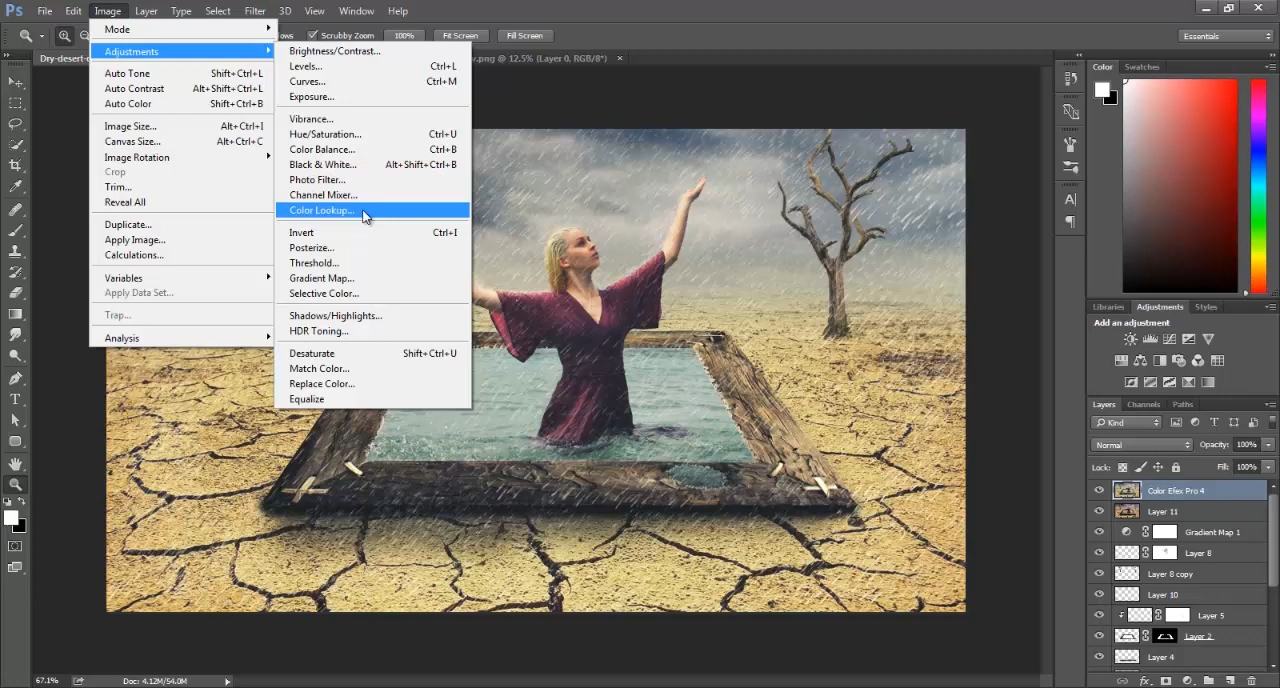 Ps File Edit Image Layer Type Select Filter 3D View Window Help
Scrubby Zoom 100% Fit Screen Fill Screen Essentials
Dry-desert-
.png @ 12.5% (Layer 0, RGB/8*) ×
Mode
Adjustments
Auto Tone Shift+Ctrl+L
Auto Contrast Alt+Shift+Ctrl+L
Auto Color Shift+Ctrl+B
Image Size... Alt+Ctrl+I
Canvas Size... Alt+Ctrl+C
Image Rotation
Crop
Trim...
Reveal All
Duplicate...
Apply Image...
Calculations...
Variables
Apply Data Set...
Trap...
Analysis
Brightness/Contrast...
Levels... Ctrl+L
Curves... Ctrl+M
Exposure...
Vibrance...
Hue/Saturation... Ctrl+U
Color Balance... Ctrl+B
Black & White... Alt+Shift+Ctrl+B
Photo Filter...
Channel Mixer...
Color Lookup...
Invert Ctrl+I
Posterize...
Threshold...
Gradient Map...
Selective Color...
Shadows/Highlights...
HDR Toning...
Desaturate Shift+Ctrl+U
Match Color...
Replace Color...
Equalize
Color Swatches
Libraries Adjustments Styles
Add an adjustment
Layers Channels Paths
Kind
Normal Opacity: 100%
Lock: Fill: 100%
Color Efex Pro 4
Layer 11
Gradient Map 1
Layer 8
Layer 8 copy
Layer 10
Layer 5
Layer 2
Layer 4
67.1% Doc: 4.12M/54.0M